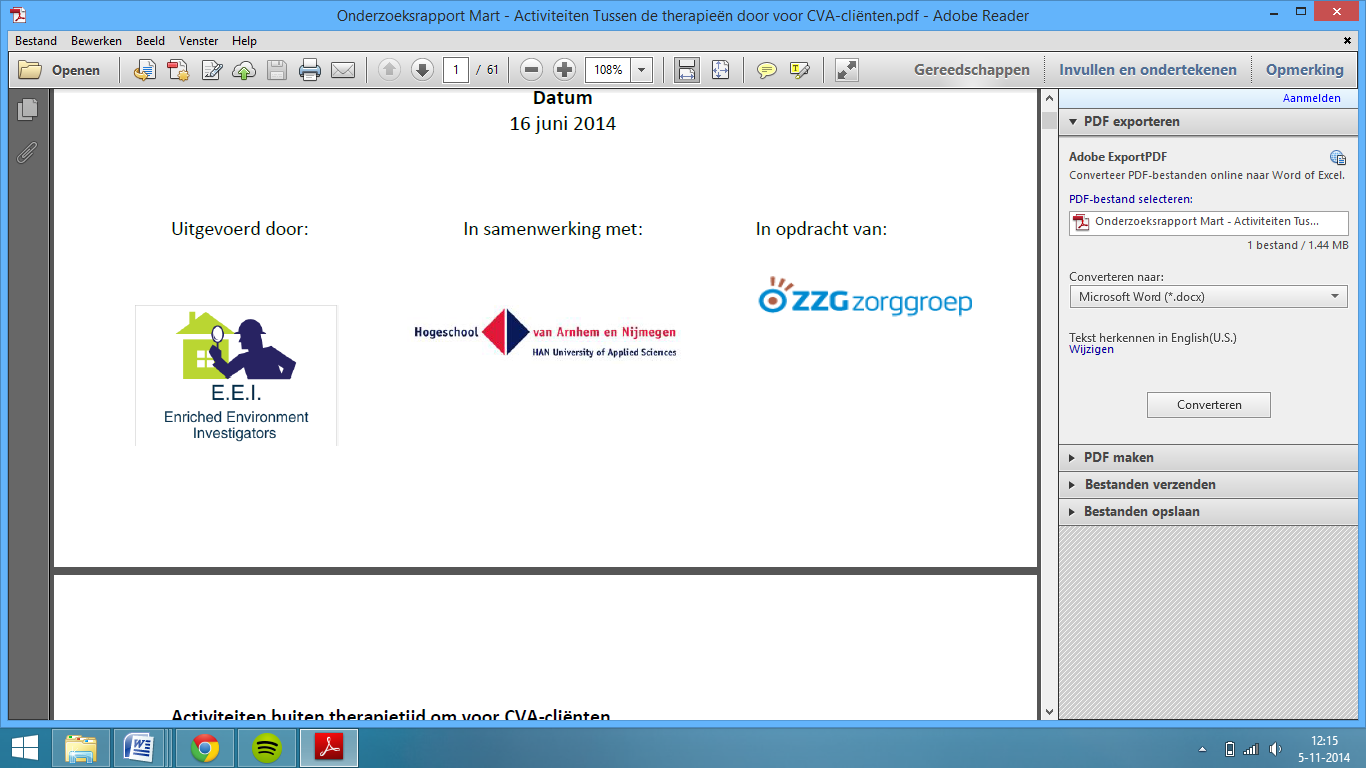 Onderzoeksrapport Mart - Activiteiten Tussen de therapieën door voor CVA-cliënten.pdf - Adobe Reader
Bestand Bewerken Beeld Venster Help
Openen 1 / 61 108% Gereedschappen Invullen en ondertekenen Opmerking
Datum
16 juni 2014
Uitgevoerd door: In samenwerking met: In opdracht van:
ZZG zorggroep
Hogeschool van Arnhem en Nijmegen
HAN University of Applied Sciences
E.E.I.
Enriched Environment
Investigators
Activiteiten buiten therapietijd om voor CVA-cliënten
Aanmelden
PDF exporteren
Adobe ExportPDF
Converteer PDF-bestanden online naar Word of Excel.
PDF-bestand selecteren:
Onderzoeksrapport Mart - Activiteiten Tus...
1 bestand / 1.44 MB
Converteren naar:
Microsoft Word (*.docx)
Tekst herkennen in English(U.S.)
Wijzigen
Converteren
PDF maken
Bestanden verzenden
Bestanden opslaan
12:15
5-11-2014